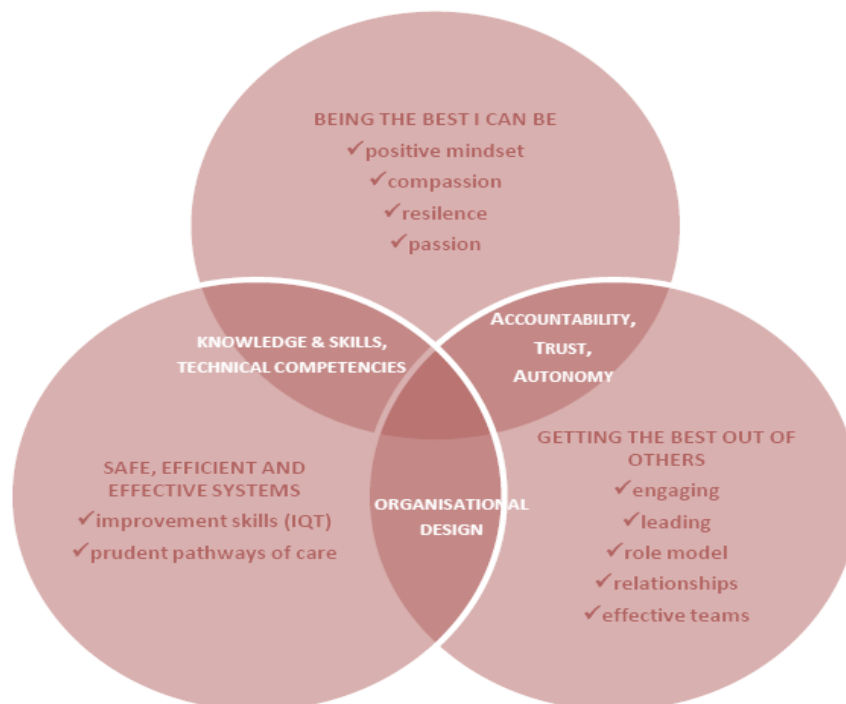 BEING THE BEST I CAN BE
✓positive mindset
✓compassion
✓resilence
✓passion
KNOWLEDGE & SKILLS,
TECHNICAL COMPETENCIES
ACCOUNTABILITY,
TRUST,
AUTONOMY
SAFE, EFFICIENT AND
EFFECTIVE SYSTEMS
✓improvement skills (IQT)
✓prudent pathways of care
ORGANISATIONAL
DESIGN
GETTING THE BEST OUT OF
OTHERS
✓engaging
✓leading
✓role model
✓relationships
✓effective teams